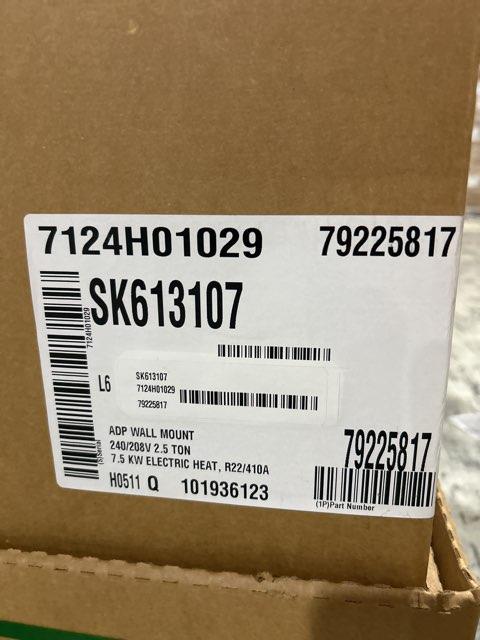 7124H01029 79225817
SK613107
7124H01029
(S)Serial
L6
SK613107
7124H01029
79225817
ADP WALL MOUNT
240/208V 2.5 TON
7.5 KW ELECTRIC HEAT, R22/410A
H0511 Q 101936123
79225817
(1P)Part Number